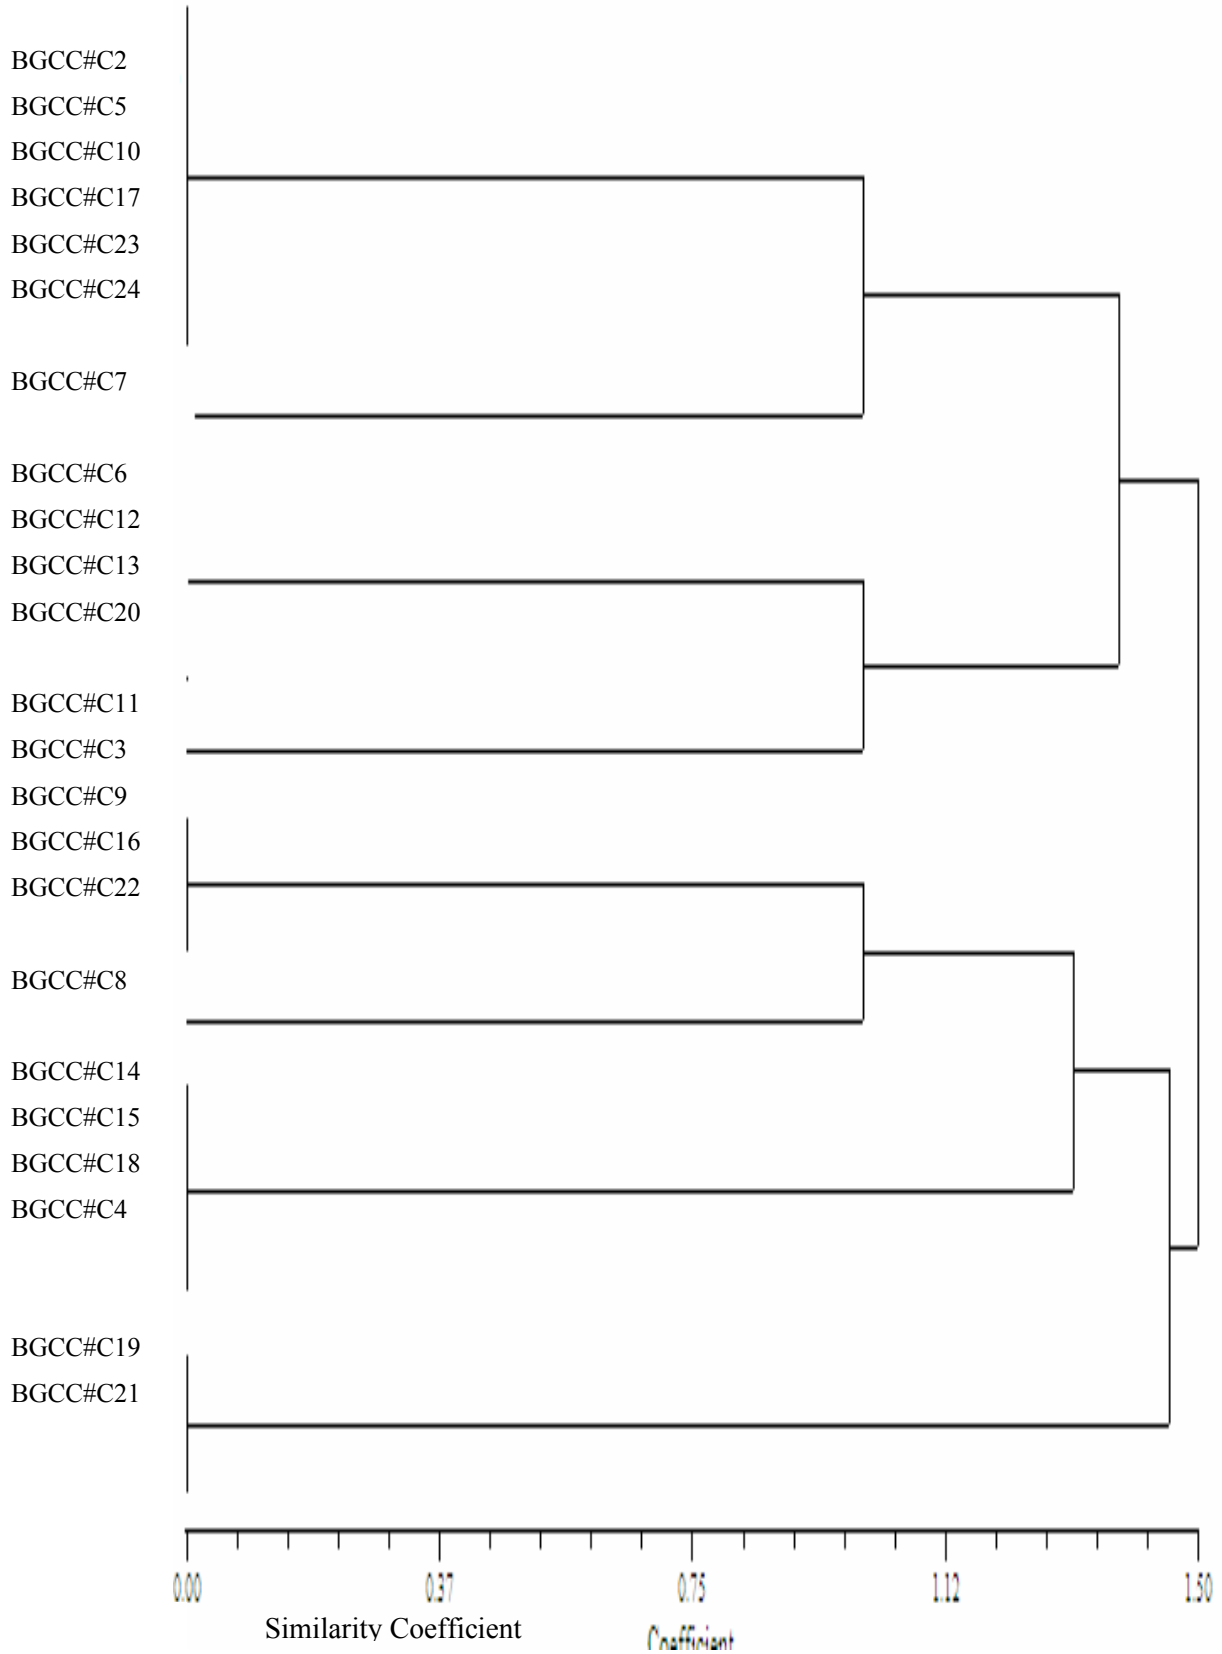 BGCC#C2
BGCC#C5
BGCC#C10
BGCC#C17
BGCC#C23
BGCC#C24
BGCC#C7
BGCC#C6
BGCC#C12
BGCC#C13
BGCC#C20
BGCC#C11
BGCC#C3
BGCC#C9
BGCC#C16
BGCC#C22
BGCC#C8
BGCC#C14
BGCC#C15
BGCC#C18
BGCC#C4
BGCC#C19
BGCC#C21
0.00 0.37 0.75 1.12 1.50
Similarity Coefficient
Coefficient